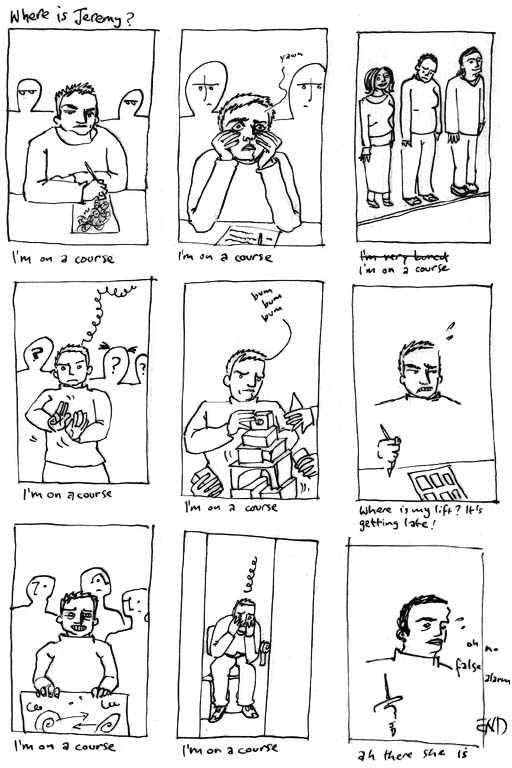 Where is Jeremy?
yawn
I'm on a course
I'm on a course
I'm very bored
i'm on a course
? ? ?
bum
bum
bum
I'm on a course
I'm on a course
Where is my lift? It's
getting late!
I'm on a course
I'm on a course
oh no
false
alarm
END
ah there she is